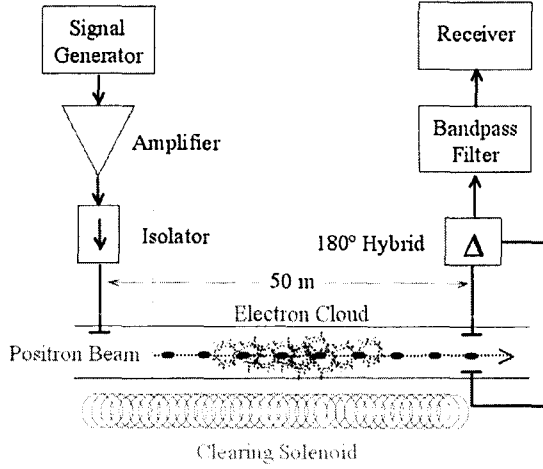 Signal
Generator
Receiver
Amplifier
Bandpass
Filter
Isolator
180° Hybrid
Δ
50 m
Electron Cloud
Positron Beam
Clearing Solenoid